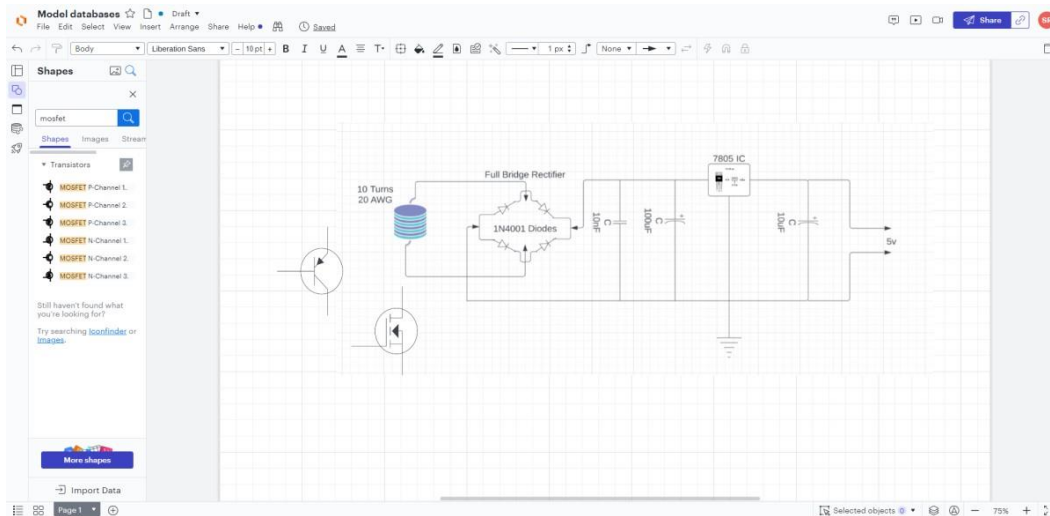 Model databases
Draft
File Edit Select View Insert Arrange Share Help
Saved
Share
Body
Liberation Sans
- 10 pt +
B I U A T
1 px
None
Shapes
mosfet
Shapes Images Stream
Transistors
MOSFET P-Channel 1..
MOSFET P-Channel 2.
MOSFET P-Channel 3.
MOSFET N-Channel 1..
MOSFET N-Channel 2.
MOSFET N-Channel 3.
Still haven't found what
you're looking for?
Try searching Iconfinder or
Images.
More shapes
Import Data
7805 IC
Full Bridge Rectifier
10 Turns
20 AWG
1N4001 Diodes
C
10nF
C
100uF
C
10uF
5v
Page 1
Selected objects 0
75%